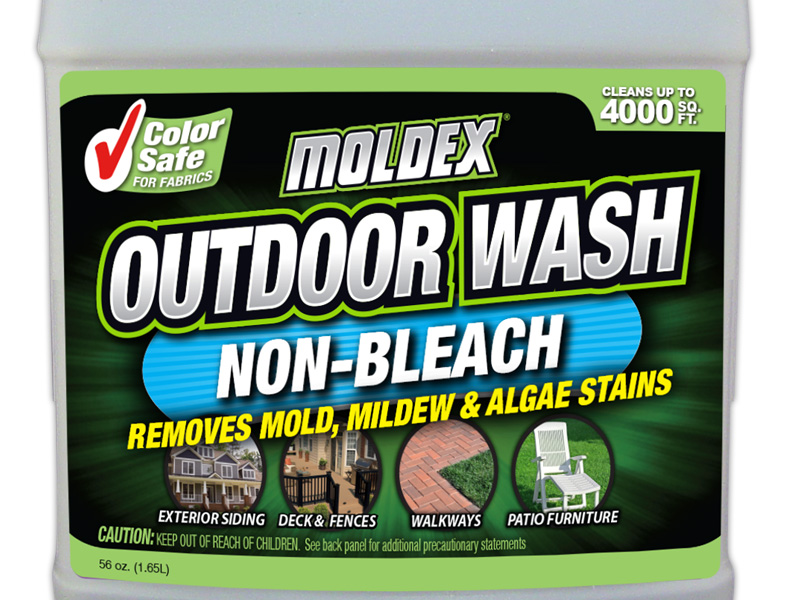 Color
Safe
FOR FABRICS
CLEANS UP TO
4000 SQ. FT.
MOLDEX®
OUTDOOR WASH
NON-BLEACH
REMOVES MOLD, MILDEW & ALGAE STAINS
EXTERIOR SIDING DECK & FENCES WALKWAYS PATIO FURNITURE
CAUTION: KEEP OUT OF REACH OF CHILDREN. See back panel for additional precautionary statements
56 oz. (1.65L)